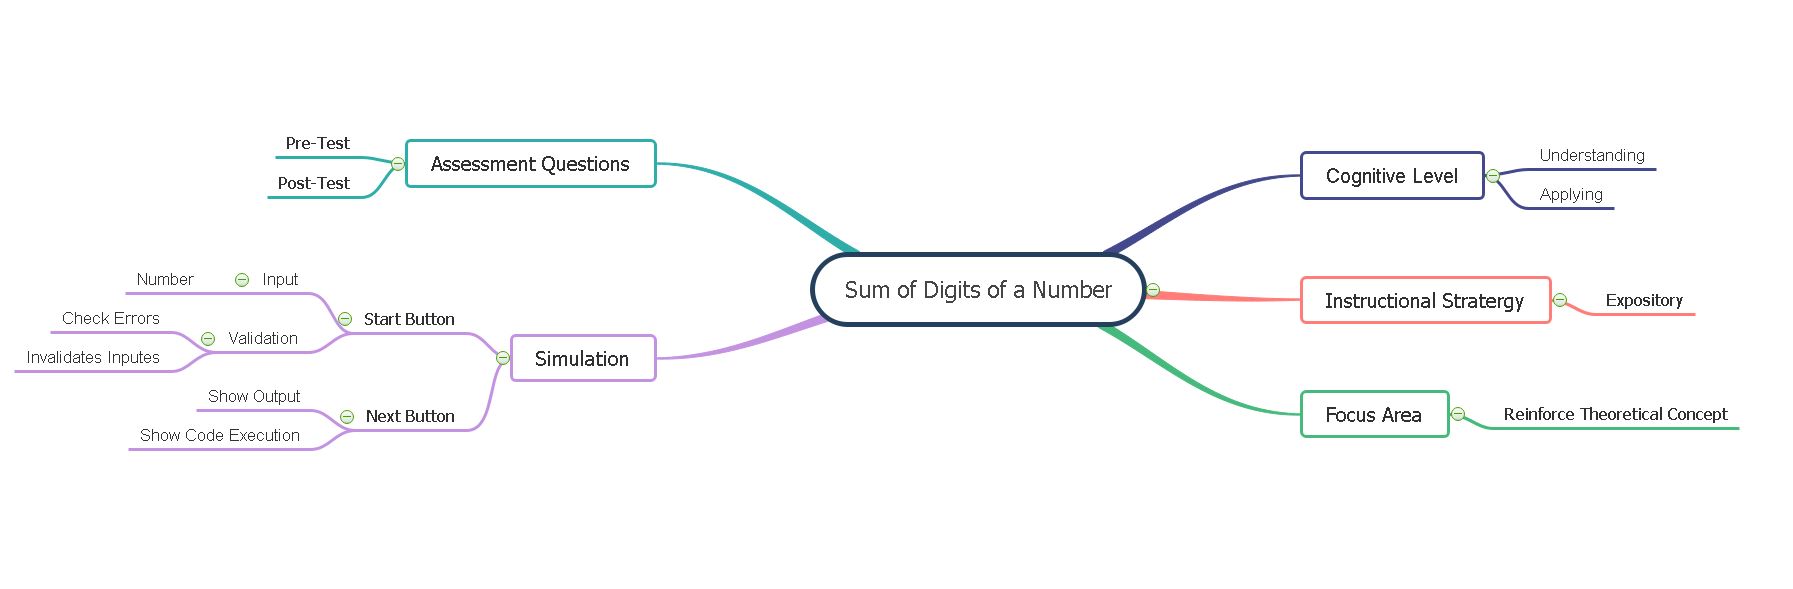 Sum of Digits of a Number
Assessment Questions
Pre-Test
Post-Test
Simulation
Start Button
Input
Number
Validation
Check Errors
Invalidates Inputes
Next Button
Show Output
Show Code Execution
Cognitive Level
Understanding
Applying
Instructional Stratergy
Expository
Focus Area
Reinforce Theoretical Concept